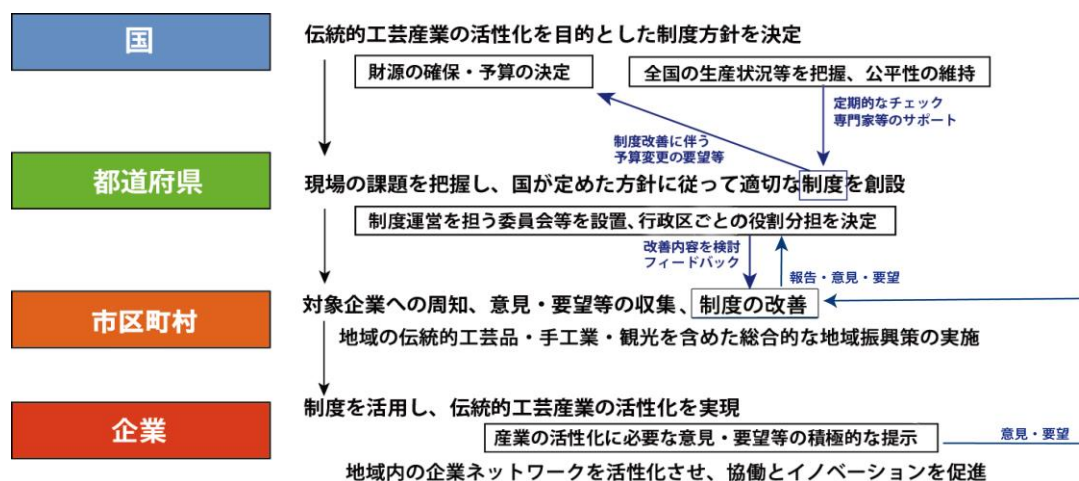 国
伝統的工芸産業の活性化を目的とした制度方針を決定
財源の確保・予算の決定
全国の生産状況等を把握、公平性の維持
定期的なチェック
専門家等のサポート
制度改善に伴う
予算変更の要望等
都道府県
現場の課題を把握し、国が定めた方針に従って適切な制度を創設
制度運営を担う委員会等を設置、行政区ごとの役割分担を決定
改善内容を検討
フィードバック
報告・意見・要望
市区町村
対象企業への周知、意見・要望等の収集、制度の改善
地域の伝統的工芸品・手工業・観光を含めた総合的な地域振興策の実施
企業
制度を活用し、伝統的工芸産業の活性化を実現
産業の活性化に必要な意見・要望等の積極的な提示
意見・要望
地域内の企業ネットワークを活性化させ、協働とイノベーションを促進